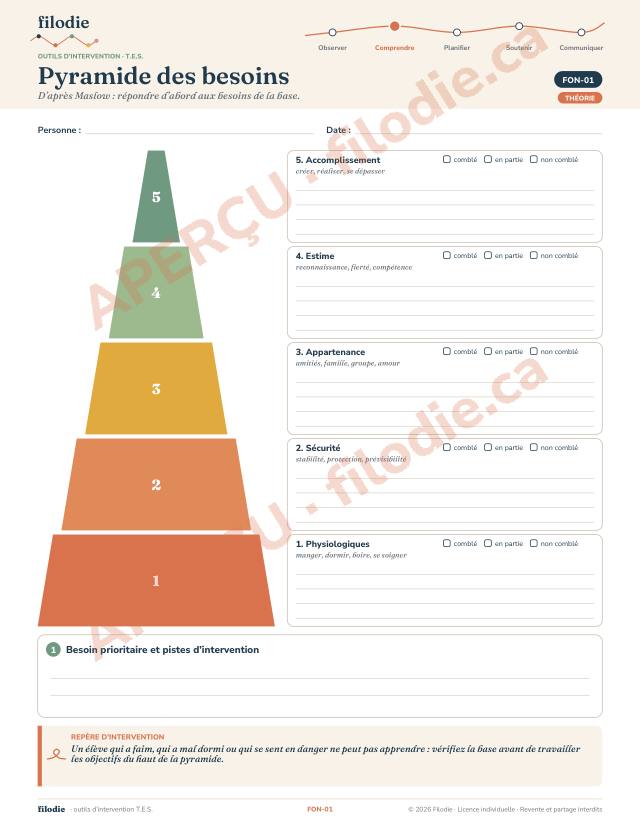 filodie
OUTILS D'INTERVENTION · T.E.S.
Observer Comprendre Planifier Soutenir Communiquer
Pyramide des besoins
D'après Maslow : répondre d'abord aux besoins de la base.
FON-01
THÉORIE
Personne :
Date :
5
5. Accomplissement
comblé en partie non comblé
créer, réaliser, se dépasser
4
4. Estime
comblé en partie non comblé
reconnaissance, fierté, compétence
3
3. Appartenance
comblé en partie non comblé
amitiés, famille, groupe, amour
2
2. Sécurité
comblé en partie non comblé
stabilité, protection, prévisibilité
1
1. Physiologiques
comblé en partie non comblé
manger, dormir, boire, se soigner
1 Besoin prioritaire et pistes d'intervention
REPÈRE D'INTERVENTION
Un élève qui a faim, qui a mal dormi ou qui se sent en danger ne peut pas apprendre : vérifiez la base avant de travailler
les objectifs du haut de la pyramide.
filodie · outils d'intervention T.E.S.
FON-01
© 2026 Filodie · Licence individuelle · Revente et partage interdits
APERÇU · filodie.ca
APERÇU · filodie.ca